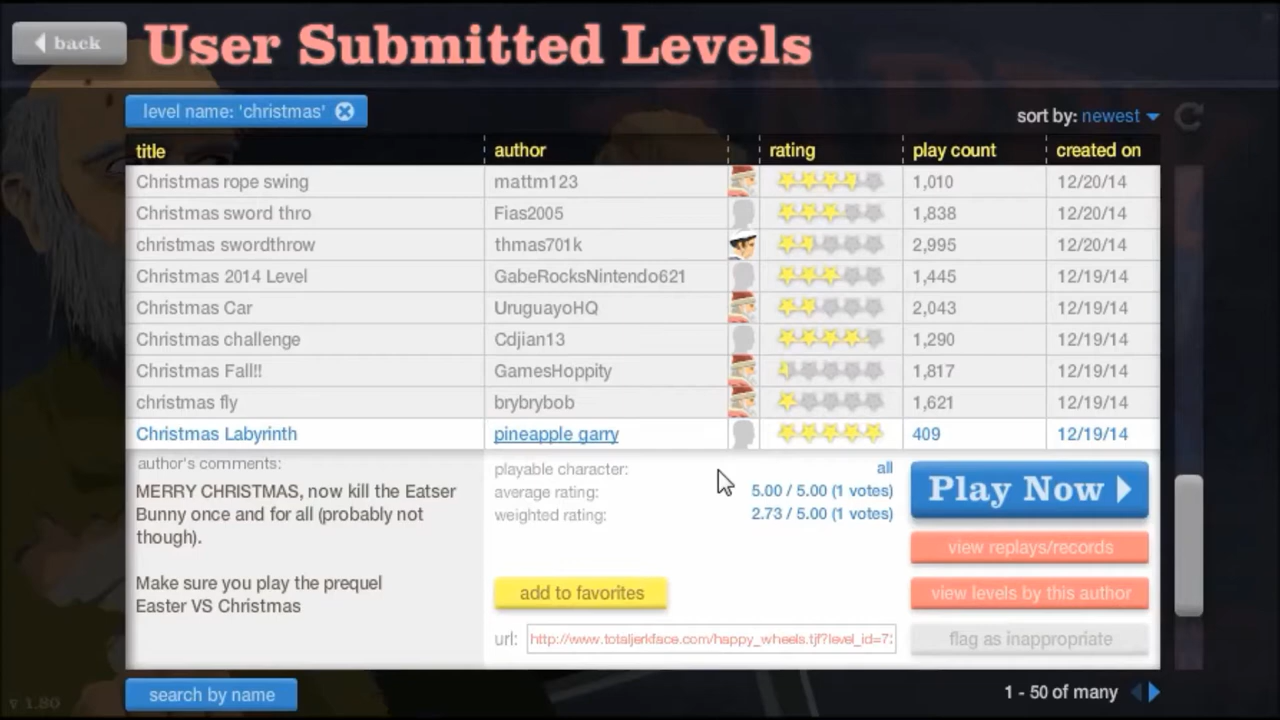 back
User Submitted Levels
level name: 'christmas'
sort by: newest
title author rating play count created on
Christmas rope swing mattm123 1,010 12/20/14
Christmas sword thro Fias2005 1,838 12/20/14
christmas swordthrow thmas701k 2,995 12/20/14
Christmas 2014 Level GabeRocksNintendo621 1,445 12/19/14
Christmas Car UruguayoHQ 2,043 12/19/14
Christmas challenge Cdjian13 1,290 12/19/14
Christmas Fall!! GamesHoppity 1,817 12/19/14
christmas fly brybrybob 1,621 12/19/14
Christmas Labyrinth pineapple garry 409 12/19/14
author's comments:
MERRY CHRISTMAS, now kill the Eatser
Bunny once and for all (probably not
though).
Make sure you play the prequel
Easter VS Christmas
playable character: all
average rating: 5.00 / 5.00 (1 votes)
weighted rating: 2.73 / 5.00 (1 votes)
add to favorites
url: http://www.totaljerkface.com/happy_wheels.tjf?level_id=7
Play Now
view replays/records
view levels by this author
flag as inappropriate
search by name
1 - 50 of many
v 1.80